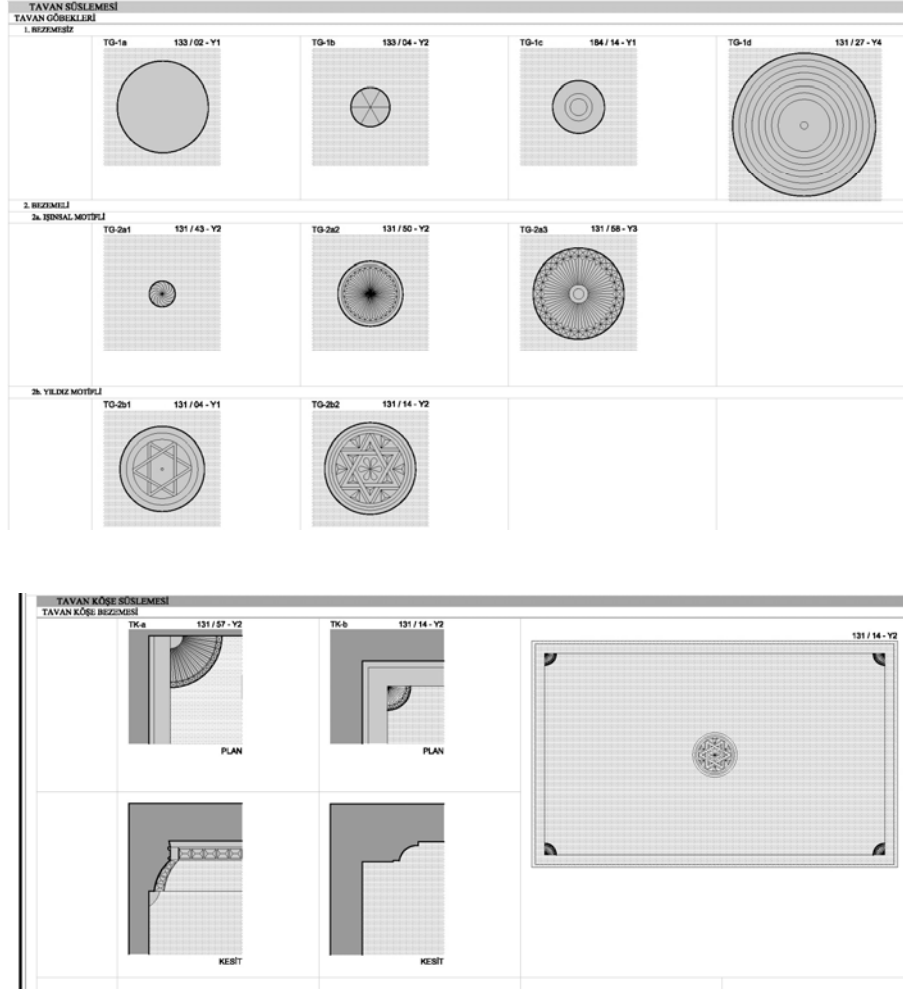 TAVAN SÜSLEMESİ
TAVAN GÖBEKLERİ
1. BEZEMESİZ
TG-1a 133 / 02 - Y1 TG-1b 133 / 04 - Y2 TG-1c 184 / 14 - Y1 TG-1d 131 / 27 - Y4
2. BEZEMELİ
2a. IŞINSAL MOTİFLİ
TG-2a1 131 / 43 - Y2 TG-2a2 131 / 50 - Y2 TG-2a3 131 / 58 - Y3
2b. YILDIZ MOTİFLİ
TG-2b1 131 / 04 - Y1 TG-2b2 131 / 14 - Y2
TAVAN KÖŞE SÜSLEMESİ
TAVAN KÖŞE BEZEMESİ
TK-a 131 / 57 - Y2 TK-b 131 / 14 - Y2
131 / 14 - Y2
PLAN PLAN
KESİT KESİT